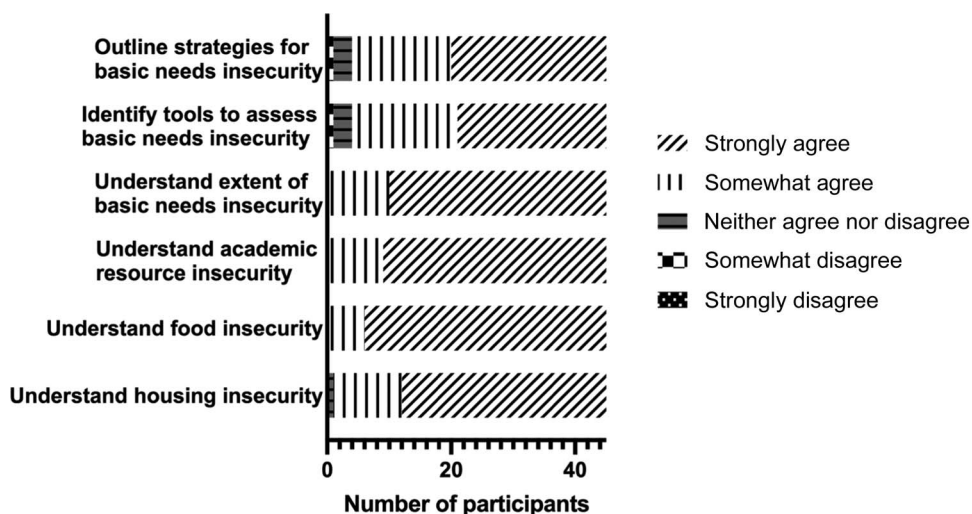 Outline strategies for
basic needs insecurity
Identify tools to assess
basic needs insecurity
Understand extent of
basic needs insecurity
Understand academic
resource insecurity
Understand food insecurity
Understand housing insecurity
0
20
40
Number of participants
Strongly agree
Somewhat agree
Neither agree nor disagree
Somewhat disagree
Strongly disagree